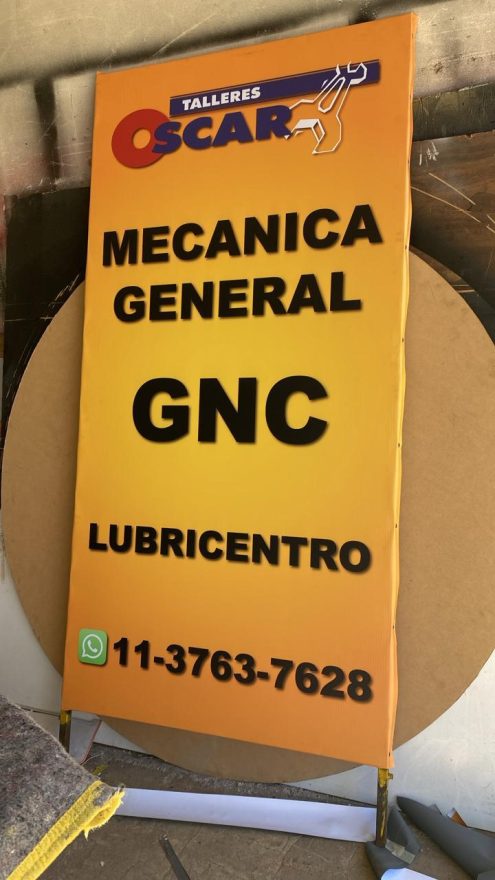 TALLERES
OSCAR
MECANICA
GENERAL
GNC
LUBRICENTRO
11-3763-7628